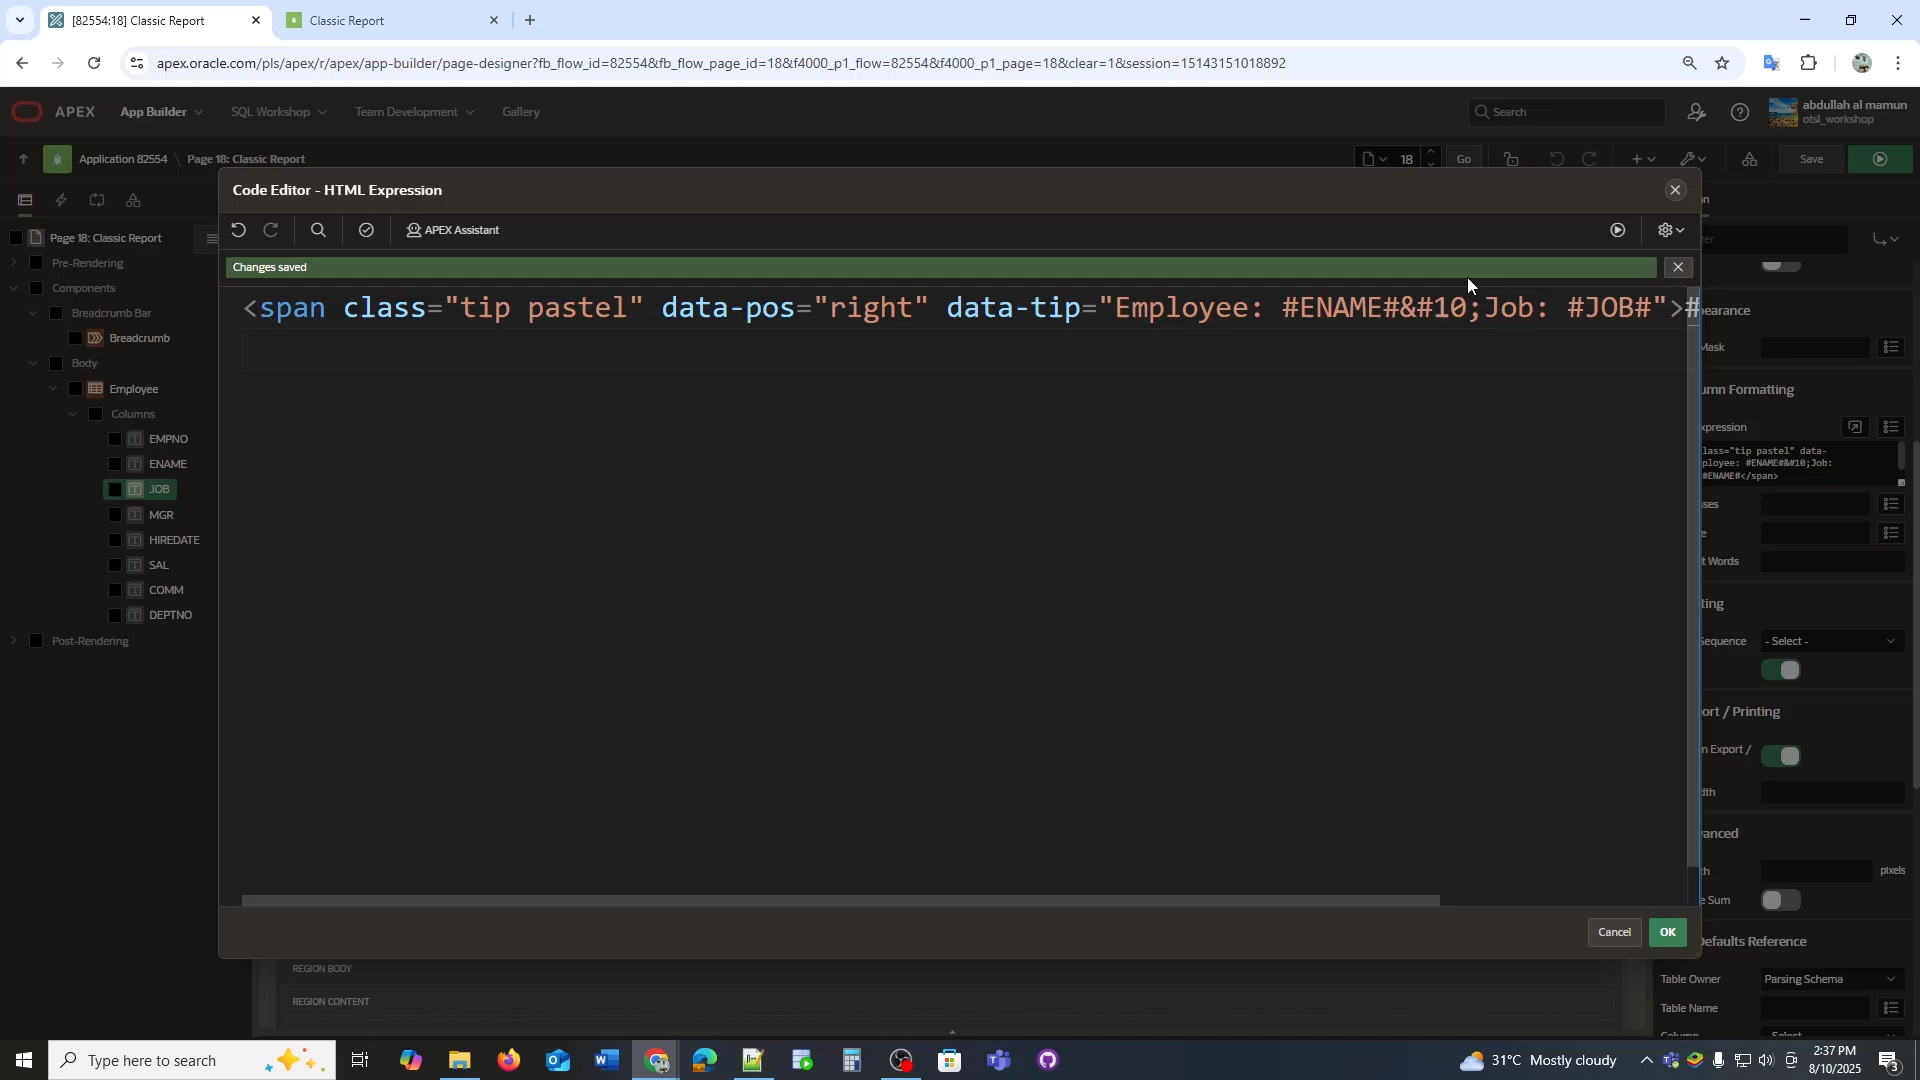 [82554:18] Classic Report
Classic Report
apex.oracle.com/pls/apex/r/apex/app-builder/page-designer?fb_flow_id=82554&fb_flow_page_id=18&f4000_p1_flow=82554&f4000_p1_page=18&clear=1&session=15143151018892
APEX
App Builder
SQL Workshop
Team Development
Gallery
Search
abdullah al mamun
otsl_workshop
Application 82554
\ Page 18: Classic Report
18
Go
Save
Code Editor - HTML Expression
APEX Assistant
Changes saved
<span class="tip pastel" data-pos="right" data-tip="Employee: #ENAME#&#10;Job: #JOB#">#
Page 18: Classic Report
Pre-Rendering
Components
Breadcrumb Bar
Breadcrumb
Body
Employee
Columns
EMPNO
ENAME
JOB
MGR
HIREDATE
SAL
COMM
DEPTNO
Post-Rendering
n
ter
pearance
Mask
umn Formatting
xpression
lass="tip pastel" data-
ployee: #ENAME#&#10;Job:
#ENAME#</span>
sses
e
t Words
ting
Sequence
- Select -
ort / Printing
n Export /
dth
vanced
th
pixels
e Sum
Defaults Reference
Table Owner
Parsing Schema
Table Name
Cancel
OK
REGION BODY
REGION CONTENT
Type here to search
31°C Mostly cloudy
2:37 PM
8/10/2025
3